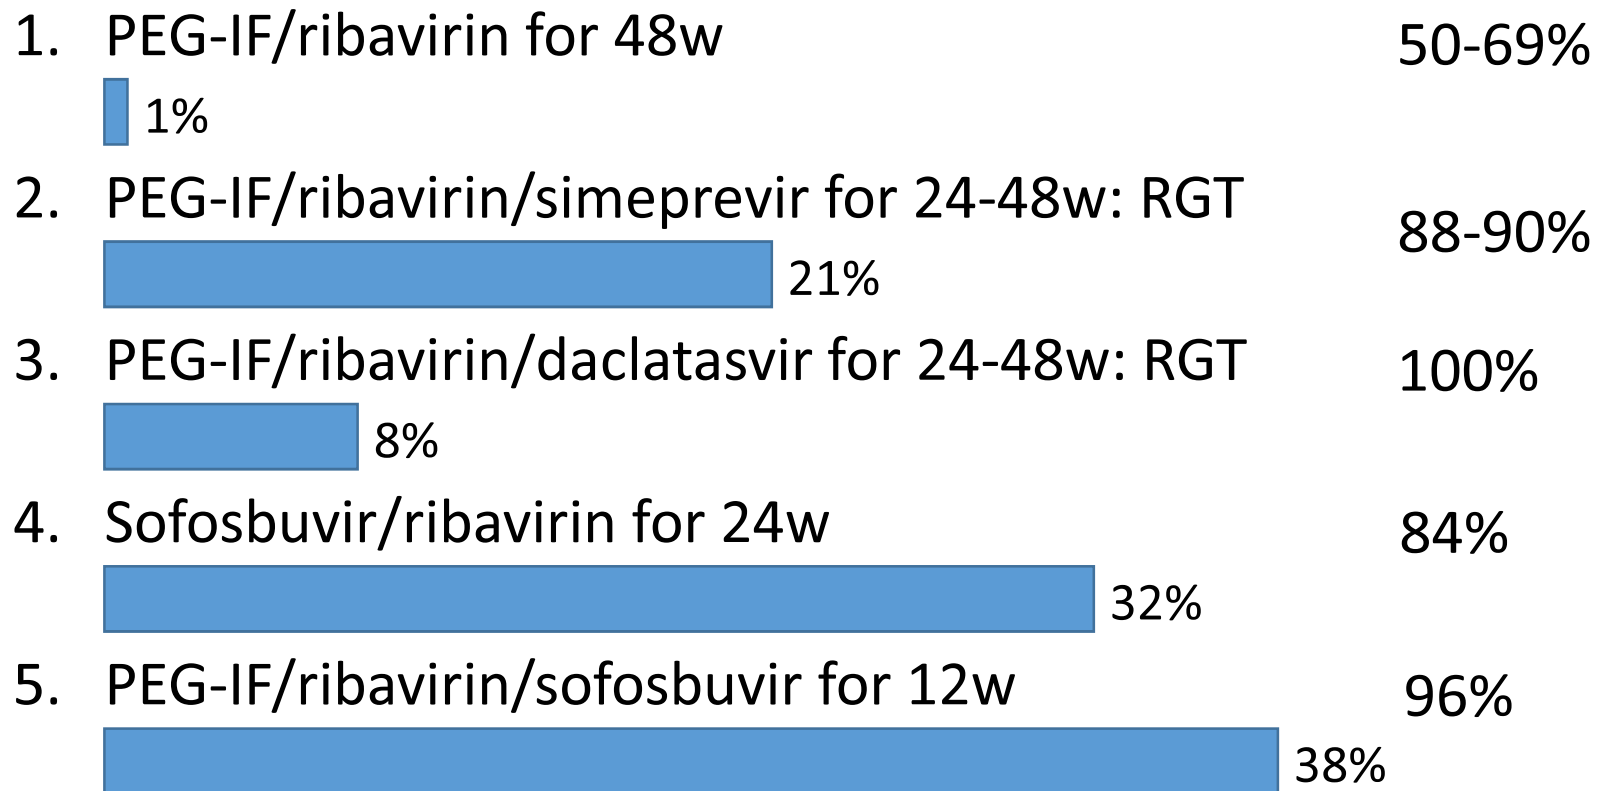 1. PEG-IF/ribavirin for 48w 50-69%
1%
2. PEG-IF/ribavirin/simeprevir for 24-48w: RGT 88-90%
21%
3. PEG-IF/ribavirin/daclatasvir for 24-48w: RGT 100%
8%
4. Sofosbuvir/ribavirin for 24w 84%
32%
5. PEG-IF/ribavirin/sofosbuvir for 12w 96%
38%